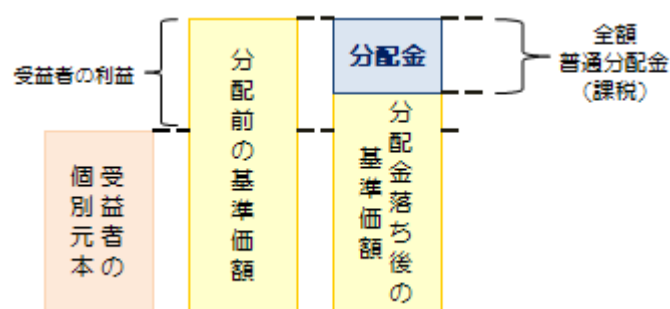 受益者の利益
受益者の
個別元本
分配前の基準価額
分配金
分配金落ち後の
基準価額
全額
普通分配金
(課税)